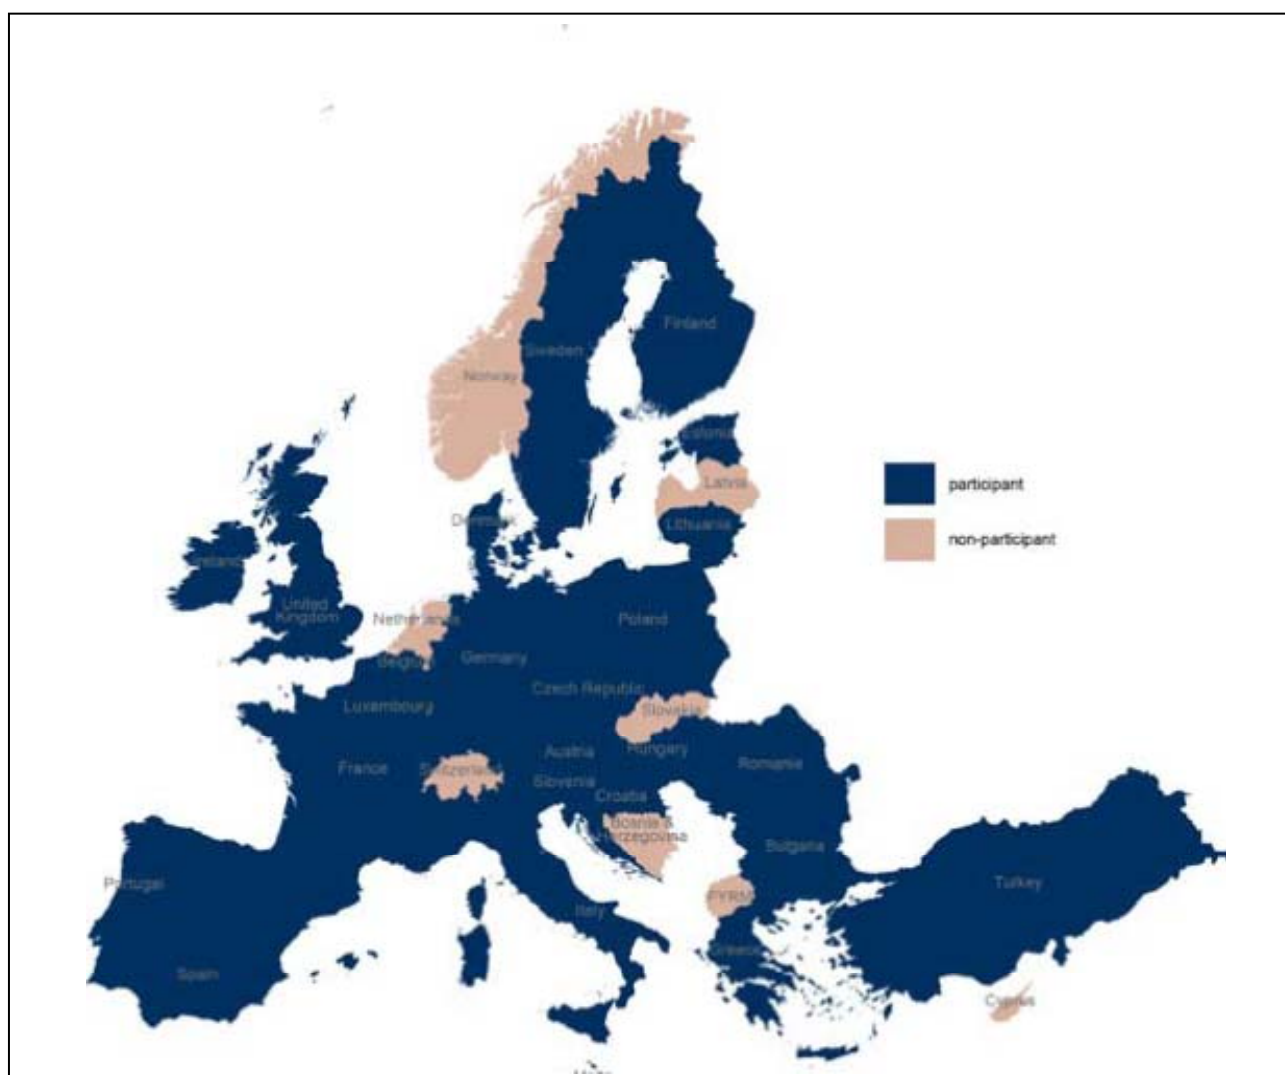 Finland
Sweden
Norway
Estonia
Latvia
participant
Denmark
Lithuania
non-participant
Ireland
United
Kingdom
Netherlands
Poland
Belgium
Germany
Czech Republic
Luxembourg
Slovakia
Austria
Hungary
France
Switzerland
Romania
Slovenia
Croatia
Bosnia &
Herzegovina
Bulgaria
Portugal
Turkey
FYRM
Italy
Greece
Spain
Cyprus